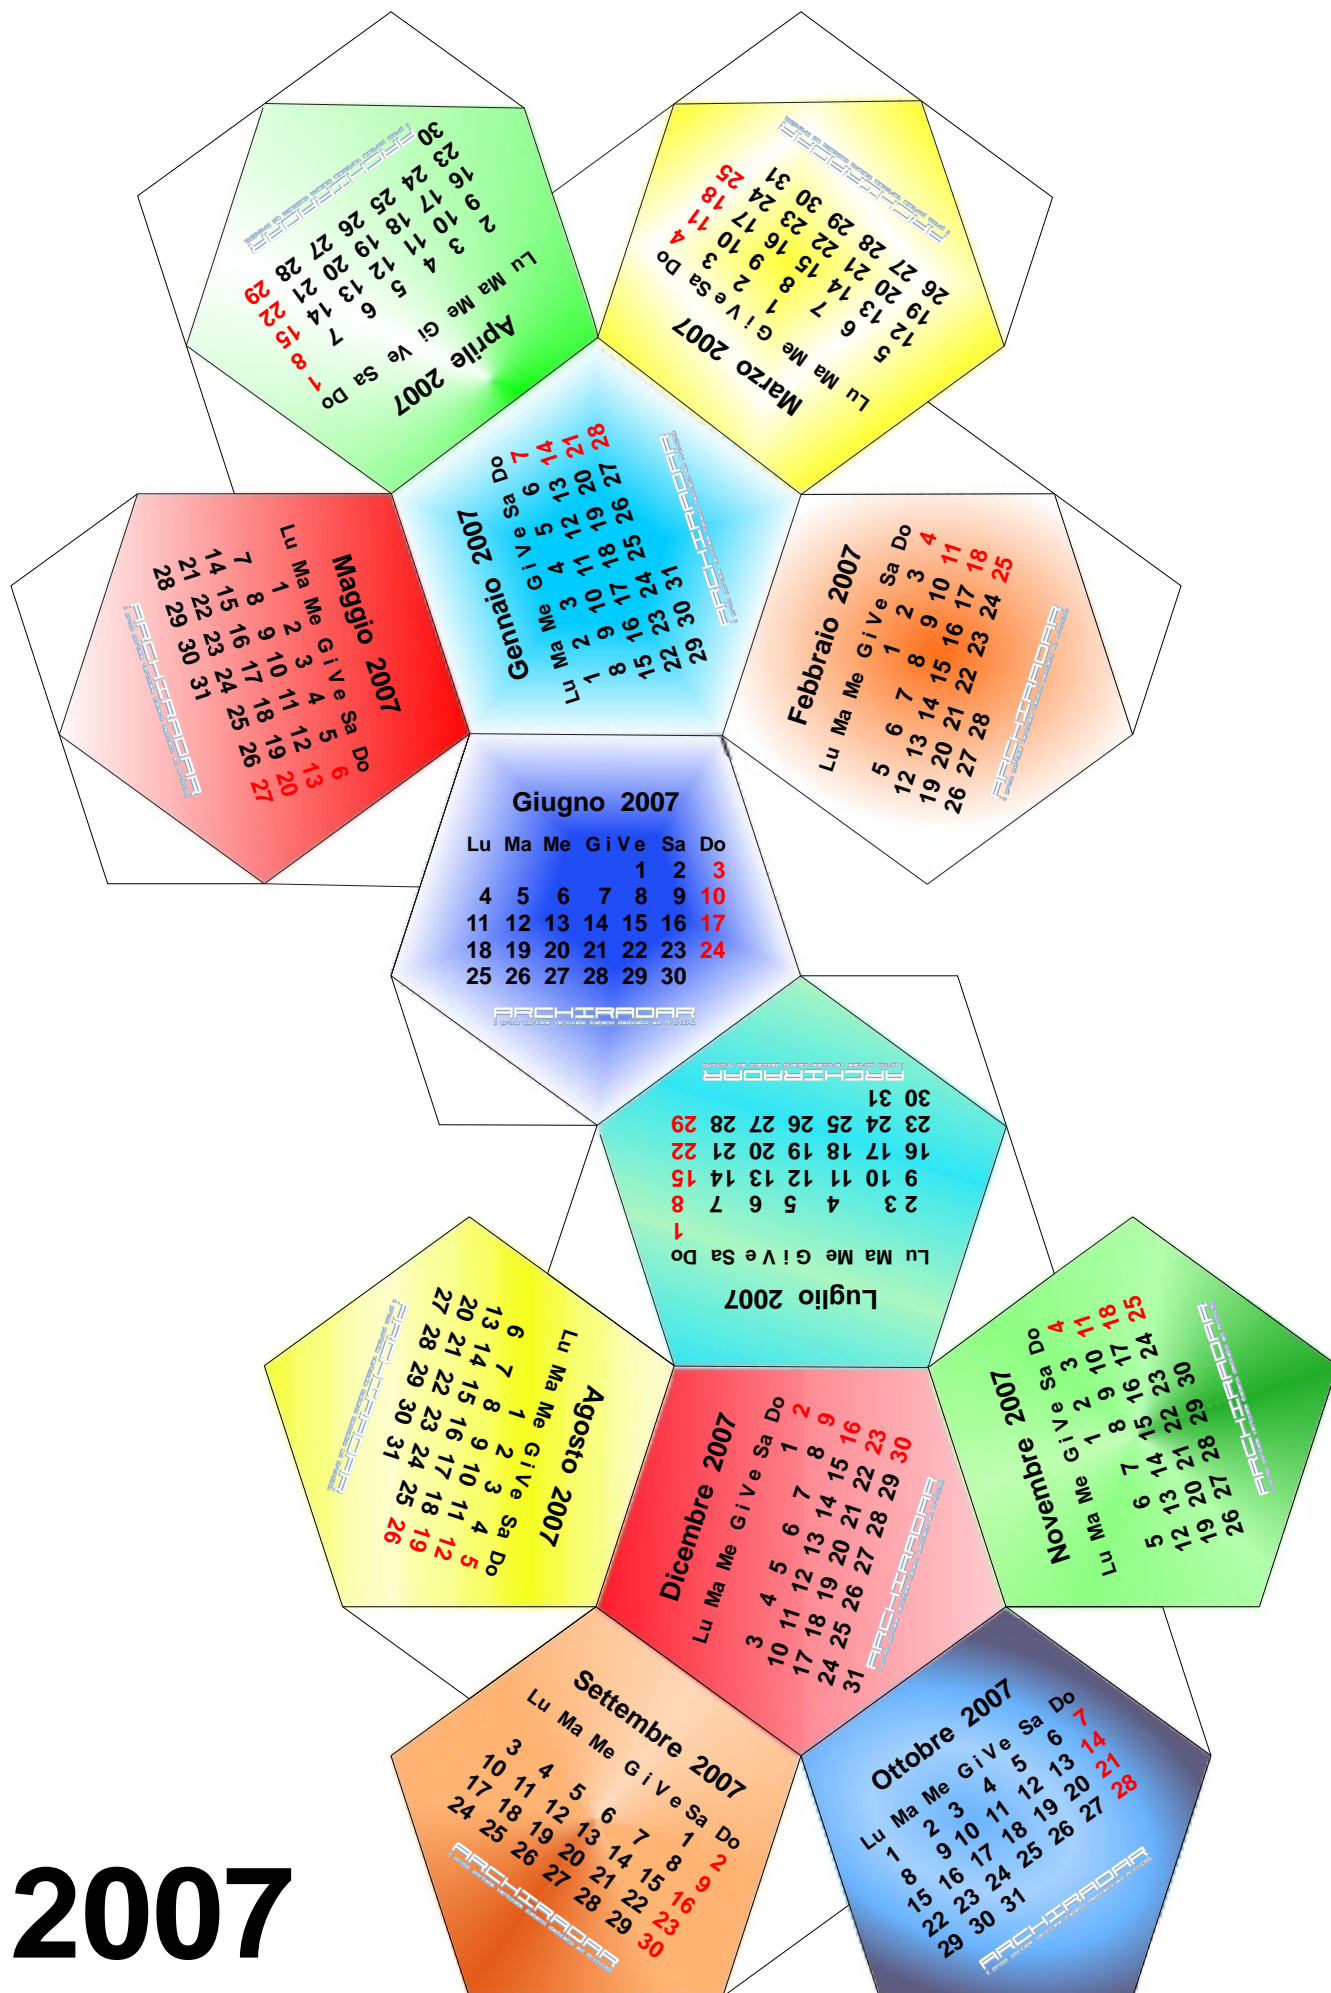 Aprile 2007
Lu Ma Me Gi Ve Sa Do
1
2 3 4 5 6 7 8
9 10 11 12 13 14 15
16 17 18 19 20 21 22
23 24 25 26 27 28 29
30
ARCHIRADAR
Marzo 2007
Lu Ma Me Gi Ve Sa Do
1 2 3 4
5 6 7 8 9 10 11
12 13 14 15 16 17 18
19 20 21 22 23 24 25
26 27 28 29 30 31
ARCHIRADAR
Gennaio 2007
Lu Ma Me Gi Ve Sa Do
1 2 3 4 5 6 7
8 9 10 11 12 13 14
15 16 17 18 19 20 21
22 23 24 25 26 27 28
29 30 31
ARCHIRADAR
Maggio 2007
Lu Ma Me Gi Ve Sa Do
1 2 3 4 5 6
7 8 9 10 11 12 13
14 15 16 17 18 19 20
21 22 23 24 25 26 27
28 29 30 31
ARCHIRADAR
Febbraio 2007
Lu Ma Me Gi Ve Sa Do
1 2 3 4
5 6 7 8 9 10 11
12 13 14 15 16 17 18
19 20 21 22 23 24 25
26 27 28
ARCHIRADAR
Giugno 2007
Lu Ma Me Gi Ve Sa Do
1 2 3
4 5 6 7 8 9 10
11 12 13 14 15 16 17
18 19 20 21 22 23 24
25 26 27 28 29 30
ARCHIRADAR
il primo portale verticale italiano dedicato ad ArchiCAD
Luglio 2007
Lu Ma Me Gi Ve Sa Do
1
2 3 4 5 6 7 8
9 10 11 12 13 14 15
16 17 18 19 20 21 22
23 24 25 26 27 28 29
30 31
ARCHIRADAR
Agosto 2007
Lu Ma Me Gi Ve Sa Do
1 2 3 4 5
6 7 8 9 10 11 12
13 14 15 16 17 18 19
20 21 22 23 24 25 26
27 28 29 30 31
ARCHIRADAR
Dicembre 2007
Lu Ma Me Gi Ve Sa Do
1 2
3 4 5 6 7 8 9
10 11 12 13 14 15 16
17 18 19 20 21 22 23
24 25 26 27 28 29 30
31
ARCHIRADAR
Novembre 2007
Lu Ma Me Gi Ve Sa Do
1 2 3 4
5 6 7 8 9 10 11
12 13 14 15 16 17 18
19 20 21 22 23 24 25
26 27 28 29 30
ARCHIRADAR
Settembre 2007
Lu Ma Me Gi Ve Sa Do
1 2
3 4 5 6 7 8 9
10 11 12 13 14 15 16
17 18 19 20 21 22 23
24 25 26 27 28 29 30
ARCHIRADAR
Ottobre 2007
Lu Ma Me Gi Ve Sa Do
1 2 3 4 5 6 7
8 9 10 11 12 13 14
15 16 17 18 19 20 21
22 23 24 25 26 27 28
29 30 31
ARCHIRADAR
2007